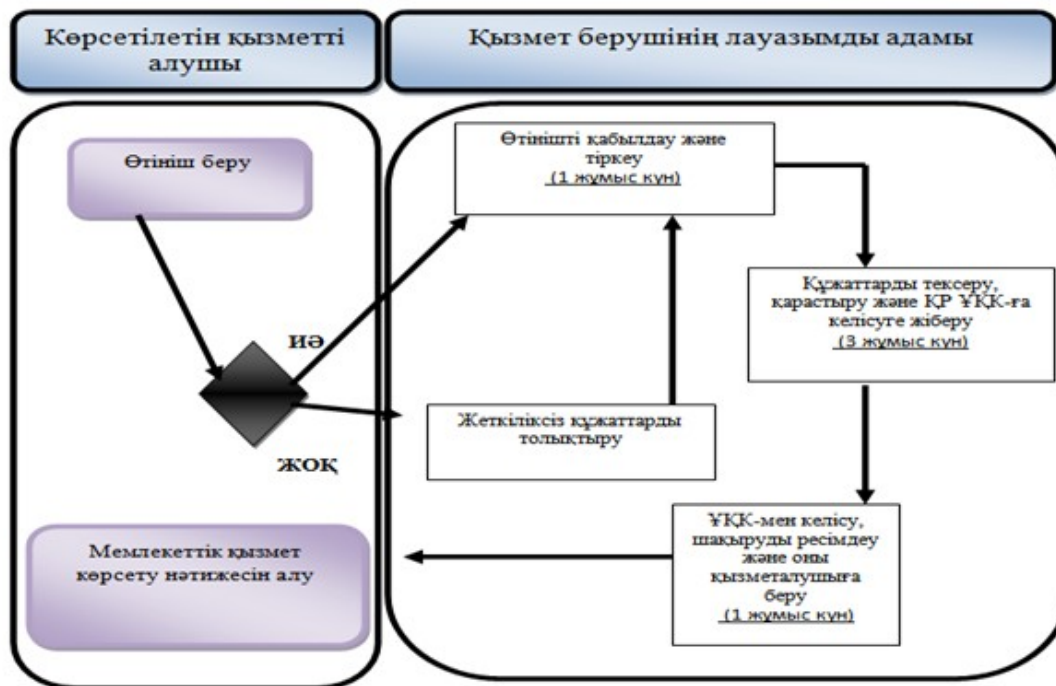 Көрсетілетін қызметті
алушы
Қызмет берушінің лауазымды адамы
Өтініш беру
Өтінішті қабылдау және
тіркеу
(1 жұмыс күн)
Құжаттарды тексеру,
қарастыру және ҚР ҰҚК-ға
келісуге жіберу
(3 жұмыс күн)
ИӘ
Жеткіліксіз құжаттарды
толықтыру
ЖОҚ
ҰҚК-мен келісу,
шақыруды ресімдеу
және оны
қызметалушыға
беру
(1 жұмыс күн)
Мемлекеттік қызмет
көрсету нәтижесін алу